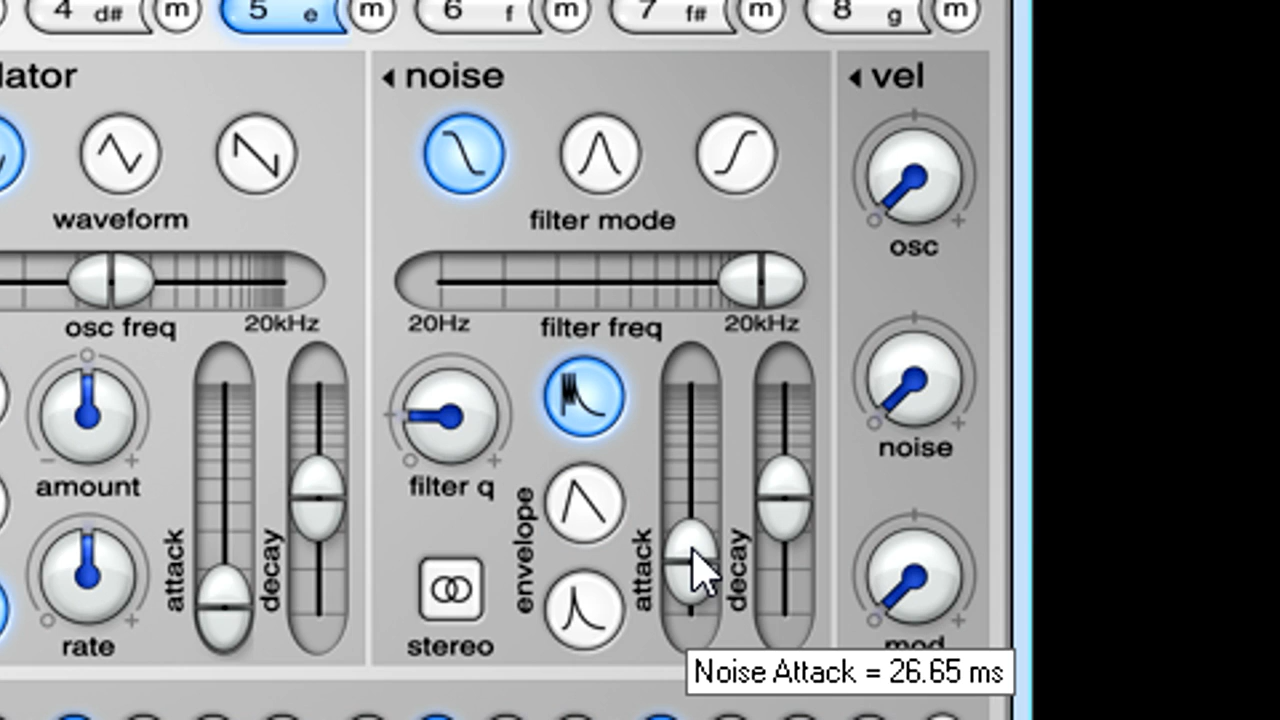 4 d# m 5 e m 6 f m 7 f# m 8 g m
lator noise vel
waveform filter mode osc
osc freq 20kHz 20Hz filter freq 20kHz
amount filter q noise
attack decay envelope attack decay
rate stereo mod
Noise Attack = 26.65 ms